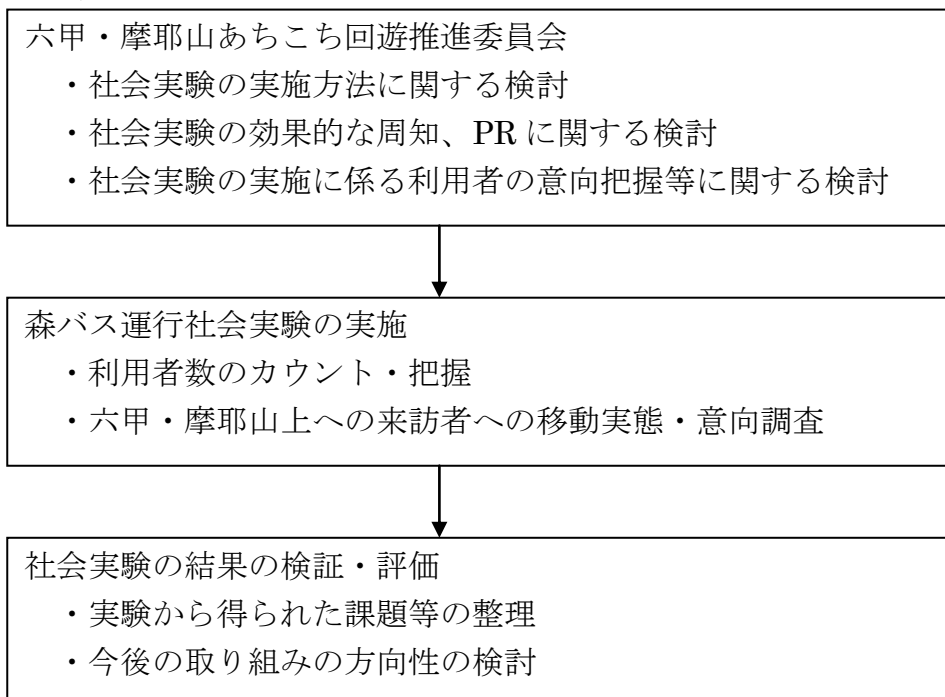 六甲・摩耶山あちこち回遊推進委員会
・社会実験の実施方法に関する検討
・社会実験の効果的な周知、PRに関する検討
・社会実験の実施に係る利用者の意向把握等に関する検討
森バス運行社会実験の実施
・利用者数のカウント・把握
・六甲・摩耶山上への来訪者への移動実態・意向調査
社会実験の結果の検証・評価
・実験から得られた課題等の整理
・今後の取り組みの方向性の検討